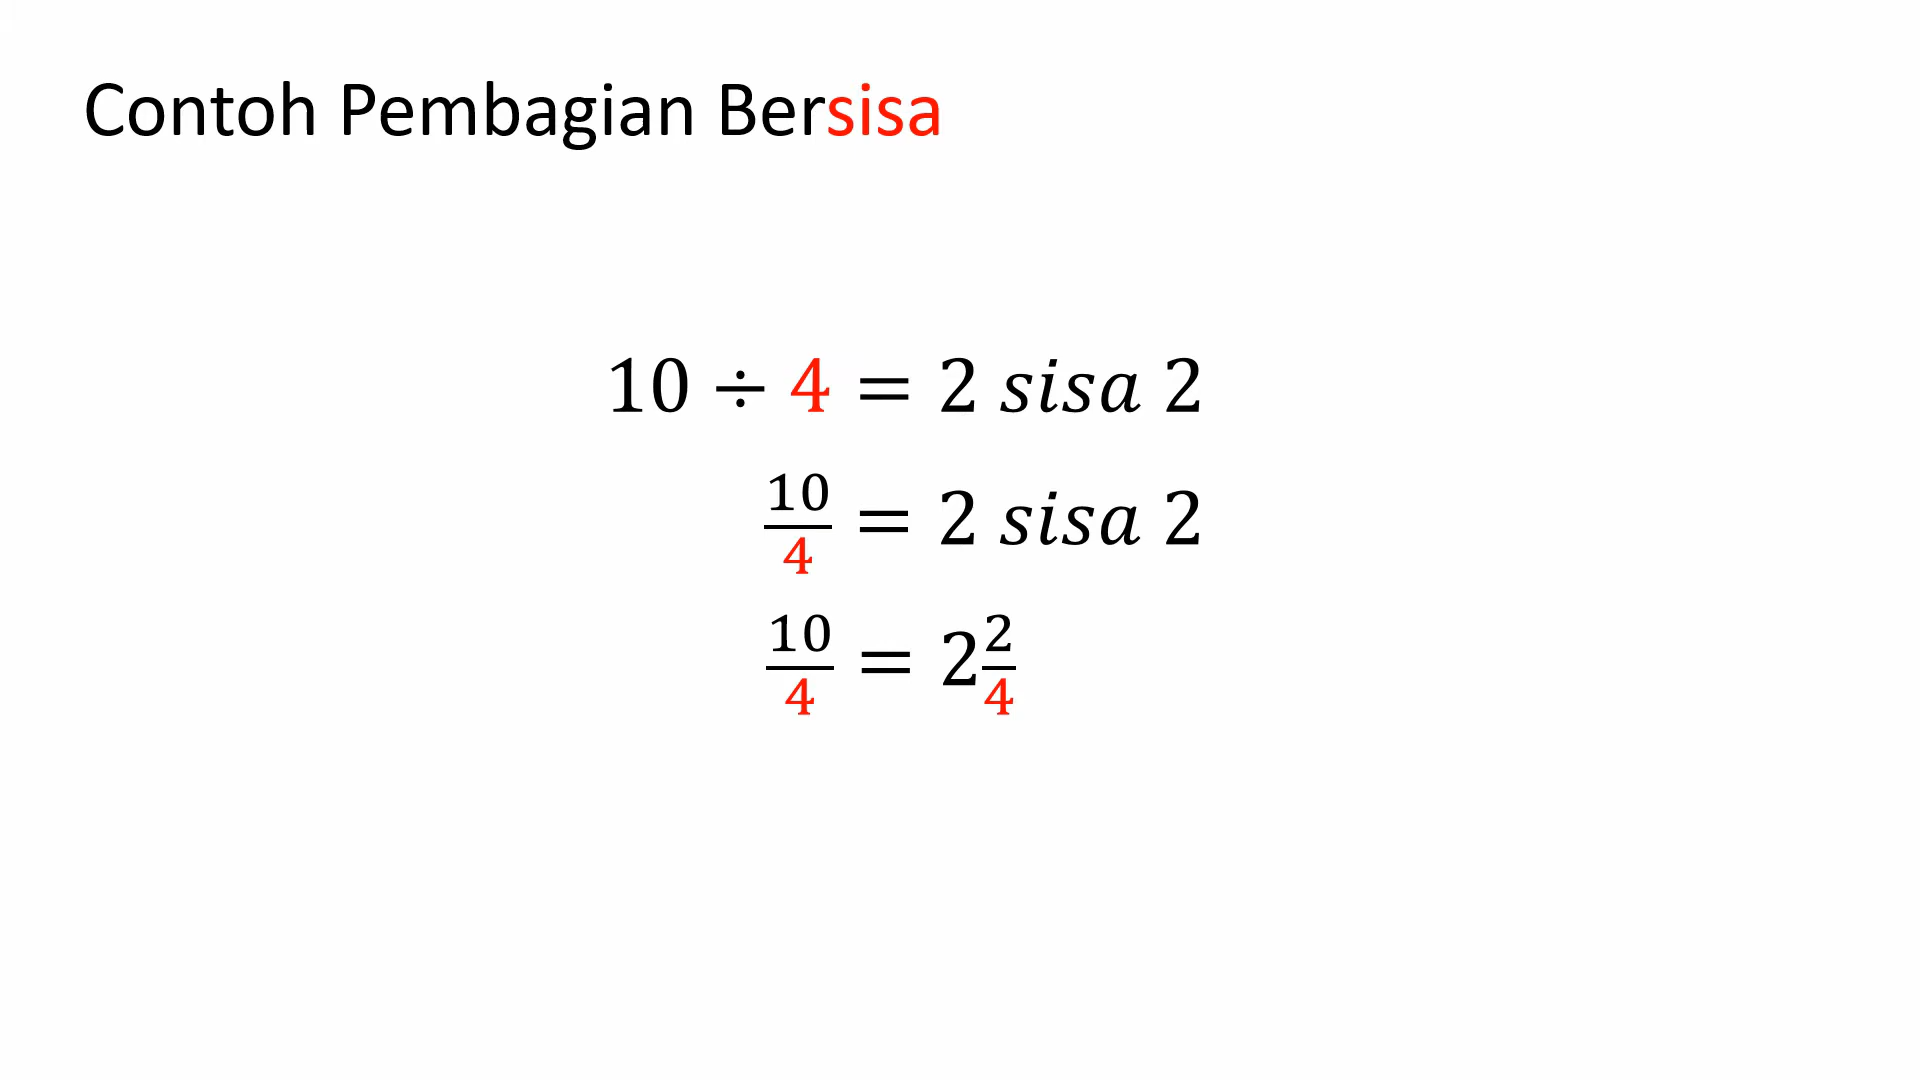 Contoh Pembagian Bersisa
10 ÷ 4 = 2 sisa 2
10/4 = 2 sisa 2
10/4 = 2 2/4